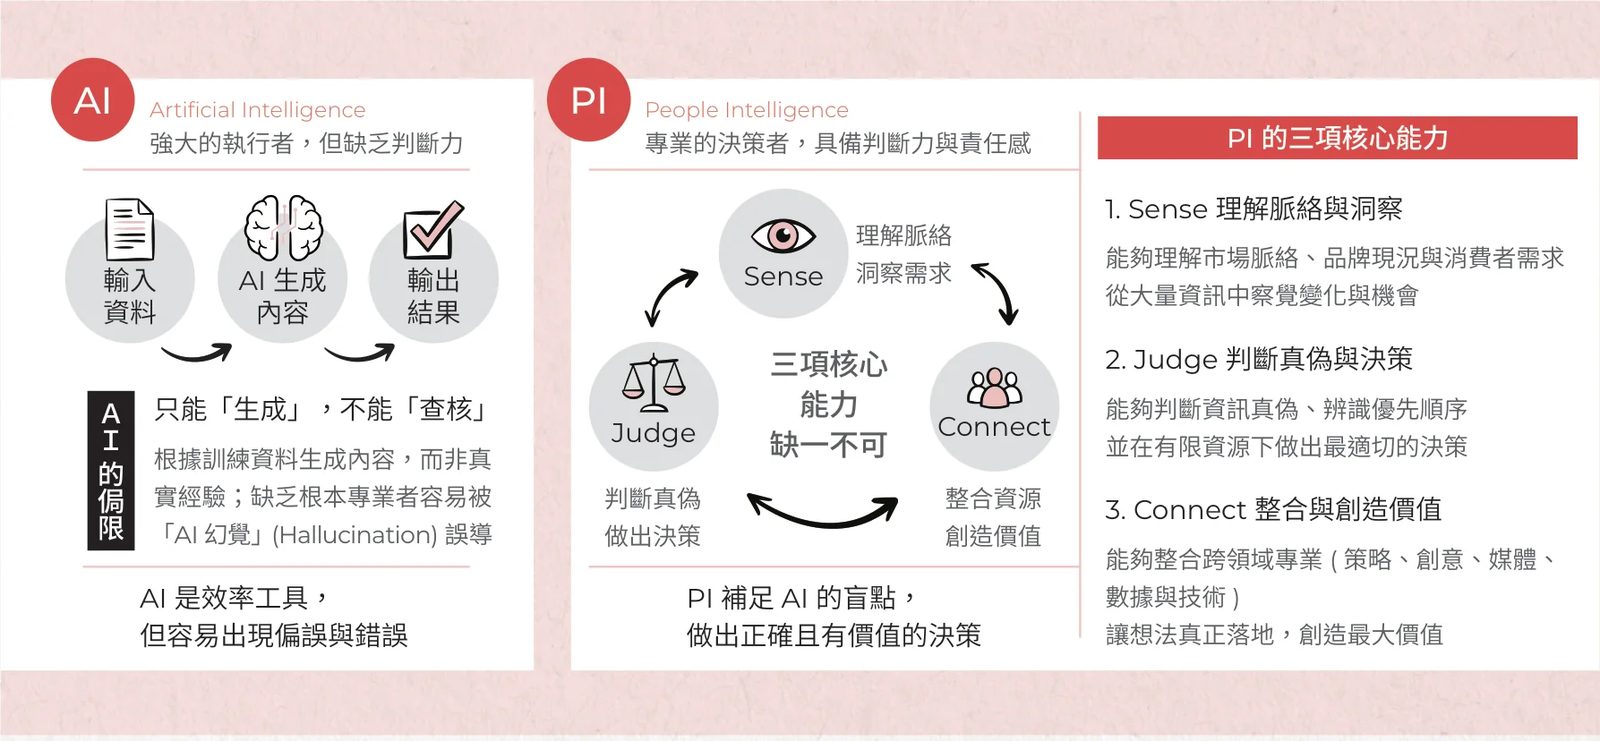 AI
Artificial Intelligence
強大的執行者，但缺乏判斷力
輸入
資料
AI 生成
內容
輸出
結果
AI的侷限
只能「生成」，不能「查核」
根據訓練資料生成內容，而非真
實經驗；缺乏根本專業者容易被
「AI 幻覺」(Hallucination) 誤導
AI 是效率工具，
但容易出現偏誤與錯誤
PI
People Intelligence
專業的決策者，具備判斷力與責任感
Sense
理解脈絡
洞察需求
Judge
判斷真偽
做出決策
三項核心
能力
缺一不可
Connect
整合資源
創造價值
PI 補足 AI 的盲點，
做出正確且有價值的決策
PI 的三項核心能力
1. Sense 理解脈絡與洞察
能夠理解市場脈絡、品牌現況與消費者需求
從大量資訊中察覺變化與機會
2. Judge 判斷真偽與決策
能夠判斷資訊真偽、辨識優先順序
並在有限資源下做出最適切的決策
3. Connect 整合與創造價值
能夠整合跨領域專業 ( 策略、創意、媒體、
數據與技術 )
讓想法真正落地，創造最大價值